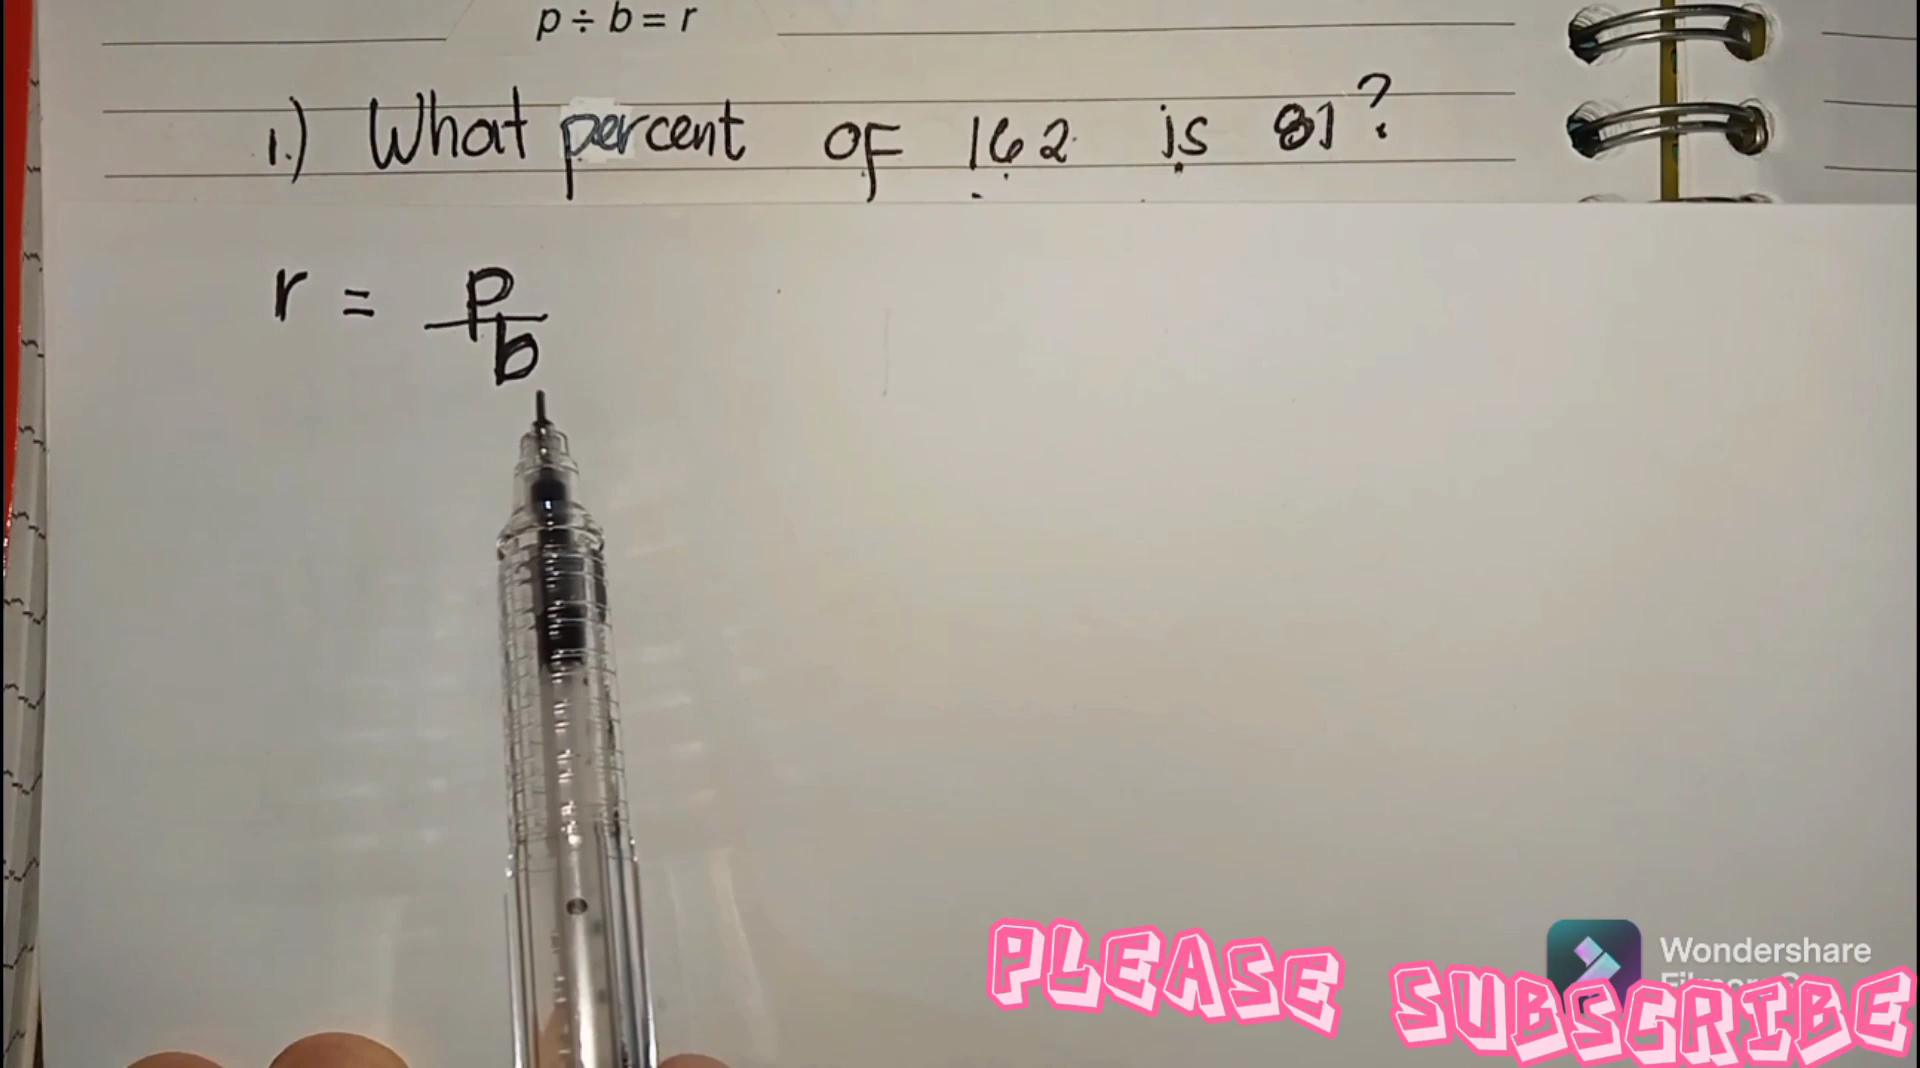 p ÷ b = r
1.) What percent of 162 is 81?
r = p/b
Wondershare
PLEASE SUBSCRIBE